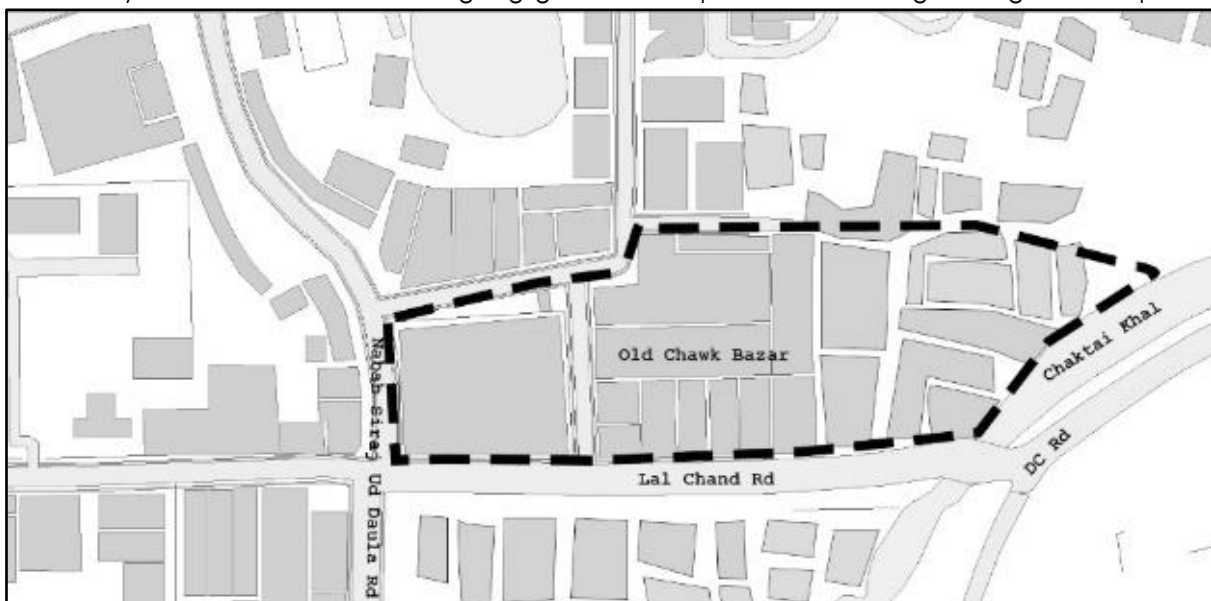 Old Chawk Bazar
Chaktai Khal
Nabab Siraj Ud Daula Rd
Lal Chand Rd
DC Rd